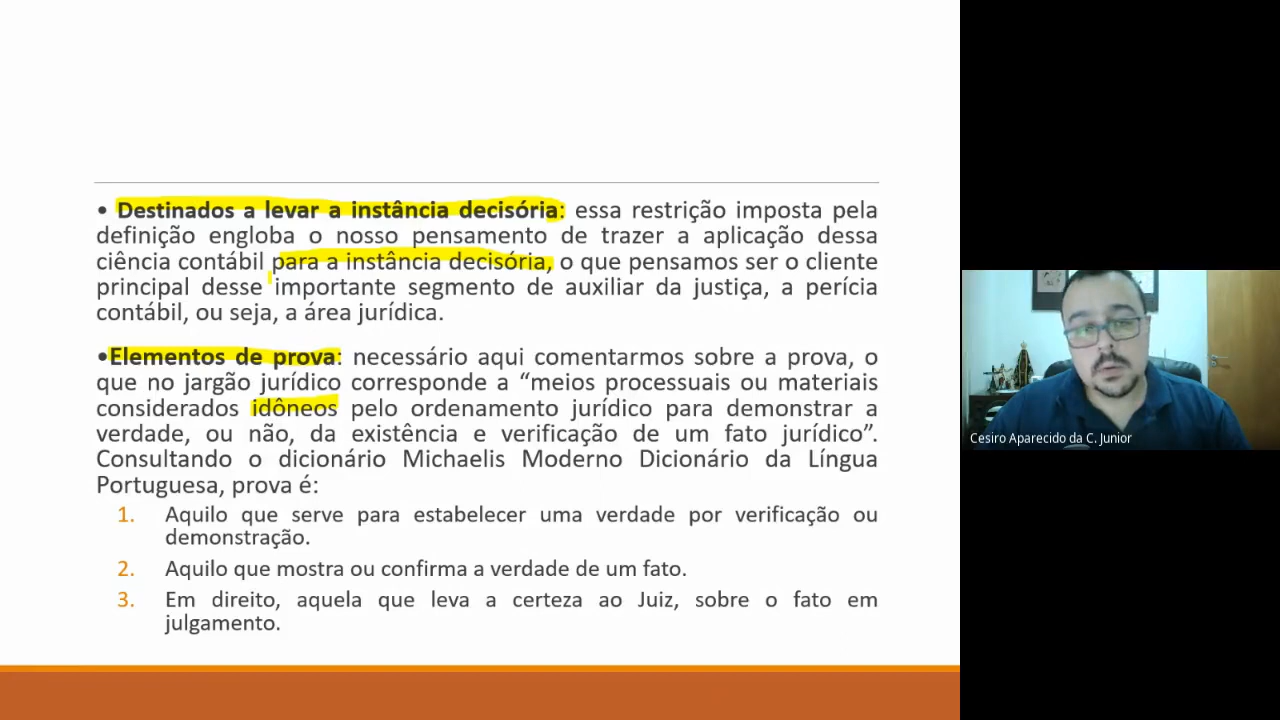 • Destinados a levar a instância decisória: essa restrição imposta pela
definição engloba o nosso pensamento de trazer a aplicação dessa
ciência contábil para a instância decisória, o que pensamos ser o cliente
principal desse importante segmento de auxiliar da justiça, a perícia
contábil, ou seja, a área jurídica.
•Elementos de prova: necessário aqui comentarmos sobre a prova, o
que no jargão jurídico corresponde a “meios processuais ou materiais
considerados idôneos pelo ordenamento jurídico para demonstrar a
verdade, ou não, da existência e verificação de um fato jurídico”.
Consultando o dicionário Michaelis Moderno Dicionário da Língua
Portuguesa, prova é:
1. Aquilo que serve para estabelecer uma verdade por verificação ou
demonstração.
2. Aquilo que mostra ou confirma a verdade de um fato.
3. Em direito, aquela que leva a certeza ao Juiz, sobre o fato em
julgamento.
Cesiro Aparecido da C. Junior